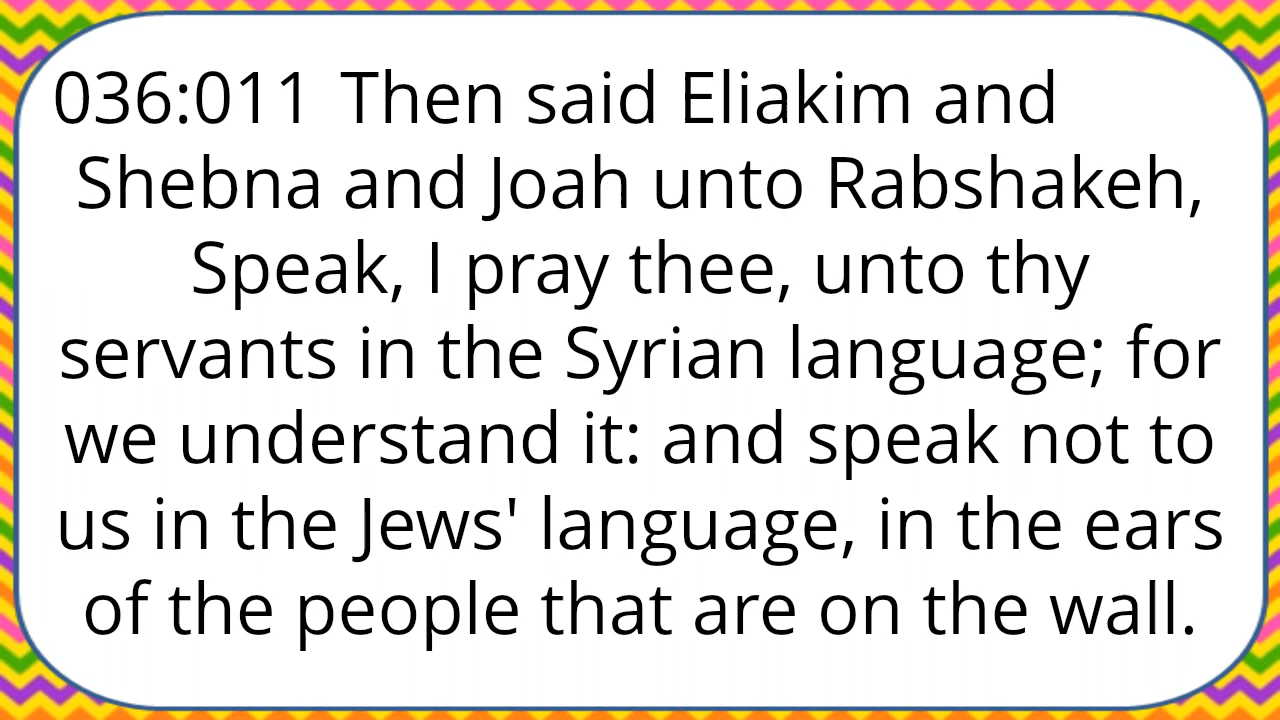 036:011 Then said Eliakim and
Shebna and Joah unto Rabshakeh,
Speak, I pray thee, unto thy
servants in the Syrian language; for
we understand it: and speak not to
us in the Jews' language, in the ears
of the people that are on the wall.